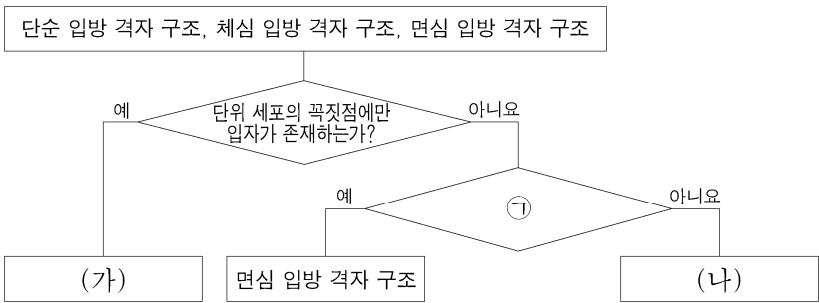 단순 입방 격자 구조, 체심 입방 격자 구조, 면심 입방 격자 구조
예
단위 세포의 꼭짓점에만
입자가 존재하는가?
아니요
예
㉠
아니요
(가)
면심 입방 격자 구조
(나)